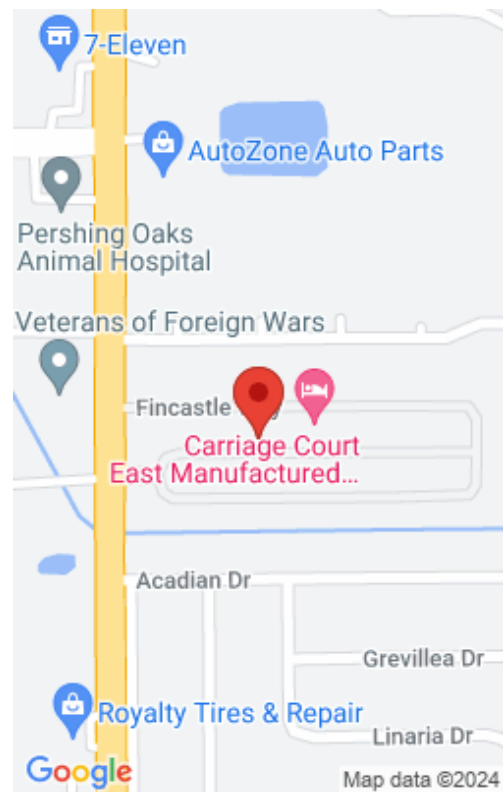 7-Eleven
AutoZone Auto Parts
Pershing Oaks
Animal Hospital
Veterans of Foreign Wars
Fincastle
Carriage Court
East Manufactured...
Acadian Dr
Grevillea Dr
Royalty Tires & Repair
Linaria Dr
Google
Map data ©2024